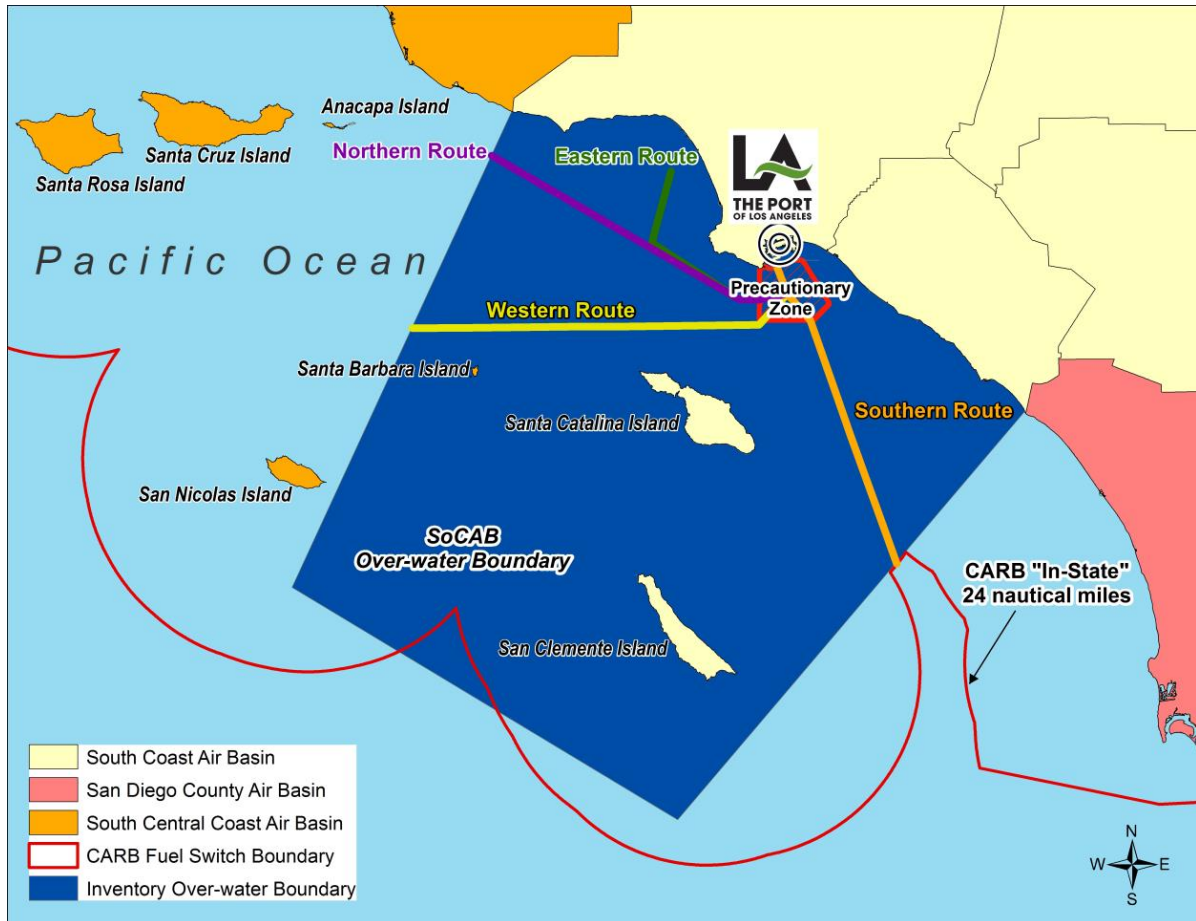 Anacapa Island
Santa Cruz Island
Santa Rosa Island
Northern Route
Eastern Route
LA
THE PORT
OF LOS ANGELES
Pacific Ocean
Precautionary
Zone
Western Route
Santa Barbara Island
Santa Catalina Island
Southern Route
San Nicolas Island
SoCAB
Over-water Boundary
CARB "In-State"
24 nautical miles
San Clemente Island
South Coast Air Basin
San Diego County Air Basin
South Central Coast Air Basin
CARB Fuel Switch Boundary
Inventory Over-water Boundary
N
W E
S